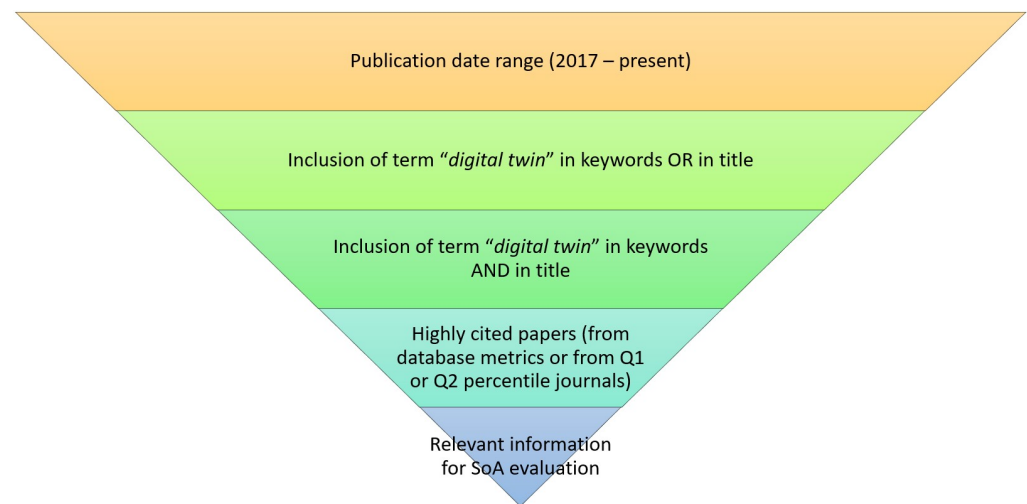 Publication date range (2017 – present)
Inclusion of term “digital twin” in keywords OR in title
Inclusion of term “digital twin” in keywords
AND in title
Highly cited papers (from
database metrics or from Q1
or Q2 percentile journals)
Relevant information
for SoA evaluation